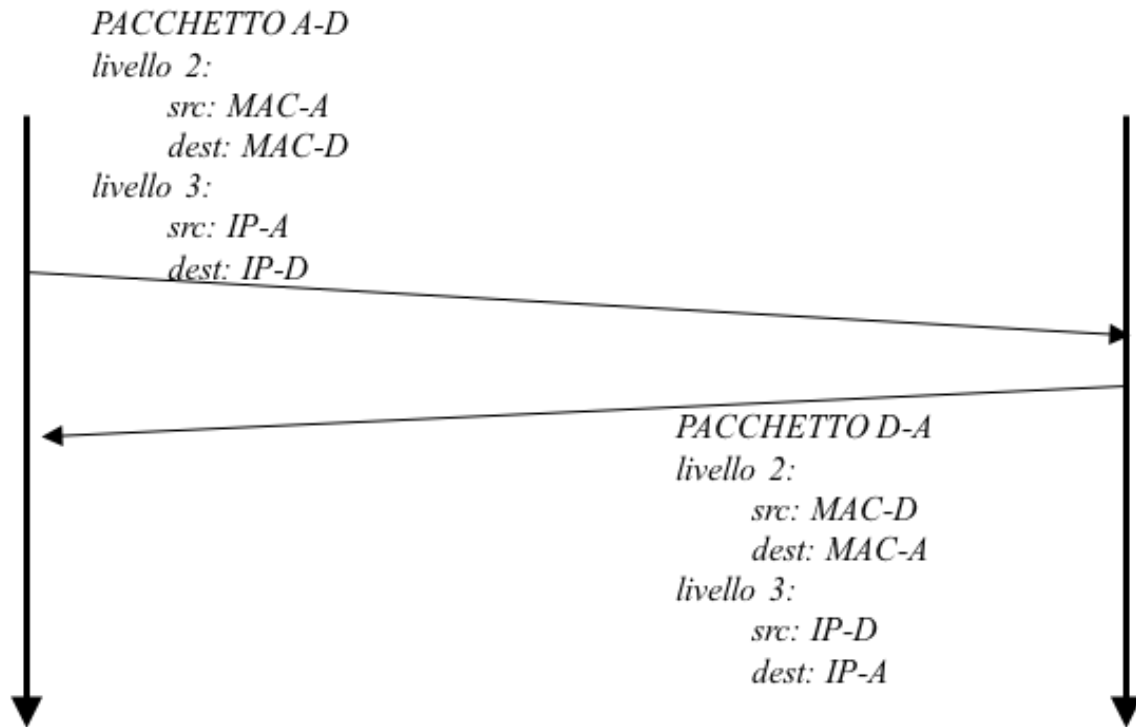 PACCHETTO A-D
livello 2:
src: MAC-A
dest: MAC-D
livello 3:
src: IP-A
dest: IP-D
PACCHETTO D-A
livello 2:
src: MAC-D
dest: MAC-A
livello 3:
src: IP-D
dest: IP-A